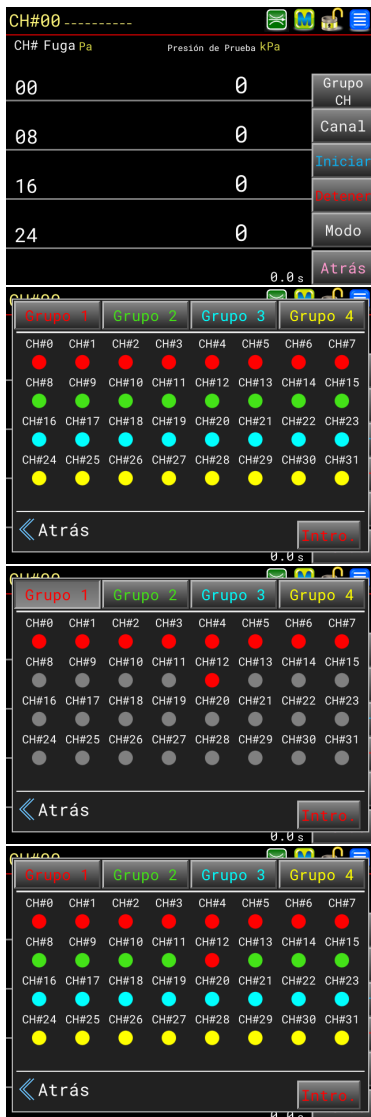 CH#00 ----------
CH# Fuga Pa Presión de Prueba kPa
00 0 Grupo CH
08 0 Canal
Iniciar
16 0 Detener
24 0 Modo
0.0 s Atrás
CH#00
Grupo 1 Grupo 2 Grupo 3 Grupo 4
CH#0 CH#1 CH#2 CH#3 CH#4 CH#5 CH#6 CH#7
CH#8 CH#9 CH#10 CH#11 CH#12 CH#13 CH#14 CH#15
CH#16 CH#17 CH#18 CH#19 CH#20 CH#21 CH#22 CH#23
CH#24 CH#25 CH#26 CH#27 CH#28 CH#29 CH#30 CH#31
Atrás Intro.
0.0 s
CH#00
Grupo 1 Grupo 2 Grupo 3 Grupo 4
CH#0 CH#1 CH#2 CH#3 CH#4 CH#5 CH#6 CH#7
CH#8 CH#9 CH#10 CH#11 CH#12 CH#13 CH#14 CH#15
CH#16 CH#17 CH#18 CH#19 CH#20 CH#21 CH#22 CH#23
CH#24 CH#25 CH#26 CH#27 CH#28 CH#29 CH#30 CH#31
Atrás Intro.
0.0 s
CH#00
Grupo 1 Grupo 2 Grupo 3 Grupo 4
CH#0 CH#1 CH#2 CH#3 CH#4 CH#5 CH#6 CH#7
CH#8 CH#9 CH#10 CH#11 CH#12 CH#13 CH#14 CH#15
CH#16 CH#17 CH#18 CH#19 CH#20 CH#21 CH#22 CH#23
CH#24 CH#25 CH#26 CH#27 CH#28 CH#29 CH#30 CH#31
Atrás Intro.
0.0 s